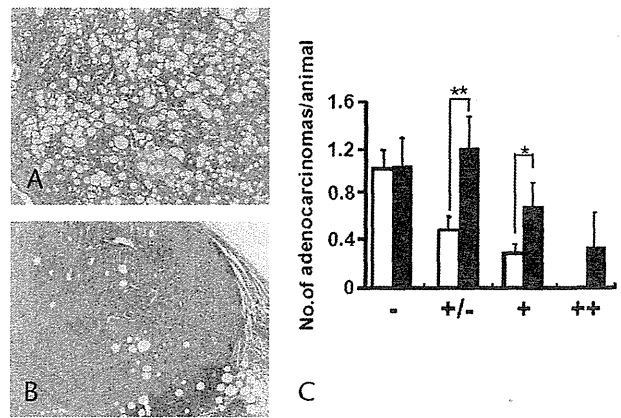 A
B
C
No.of adenocarcinomas/animal
1.6
1.2
0.8
0.4
0
**
*
- +/- + ++